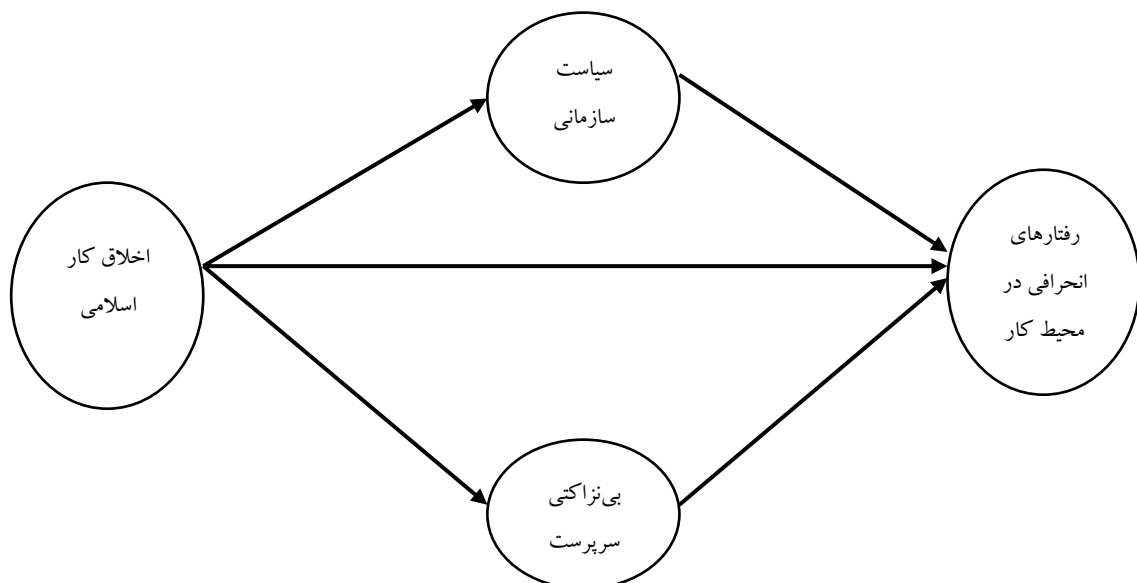 سیاست
سازمانی
اخلاق کار
اسلامی
رفتارهای
انحرافی در
محیط کار
بی‌نزاکتی
سرپرست